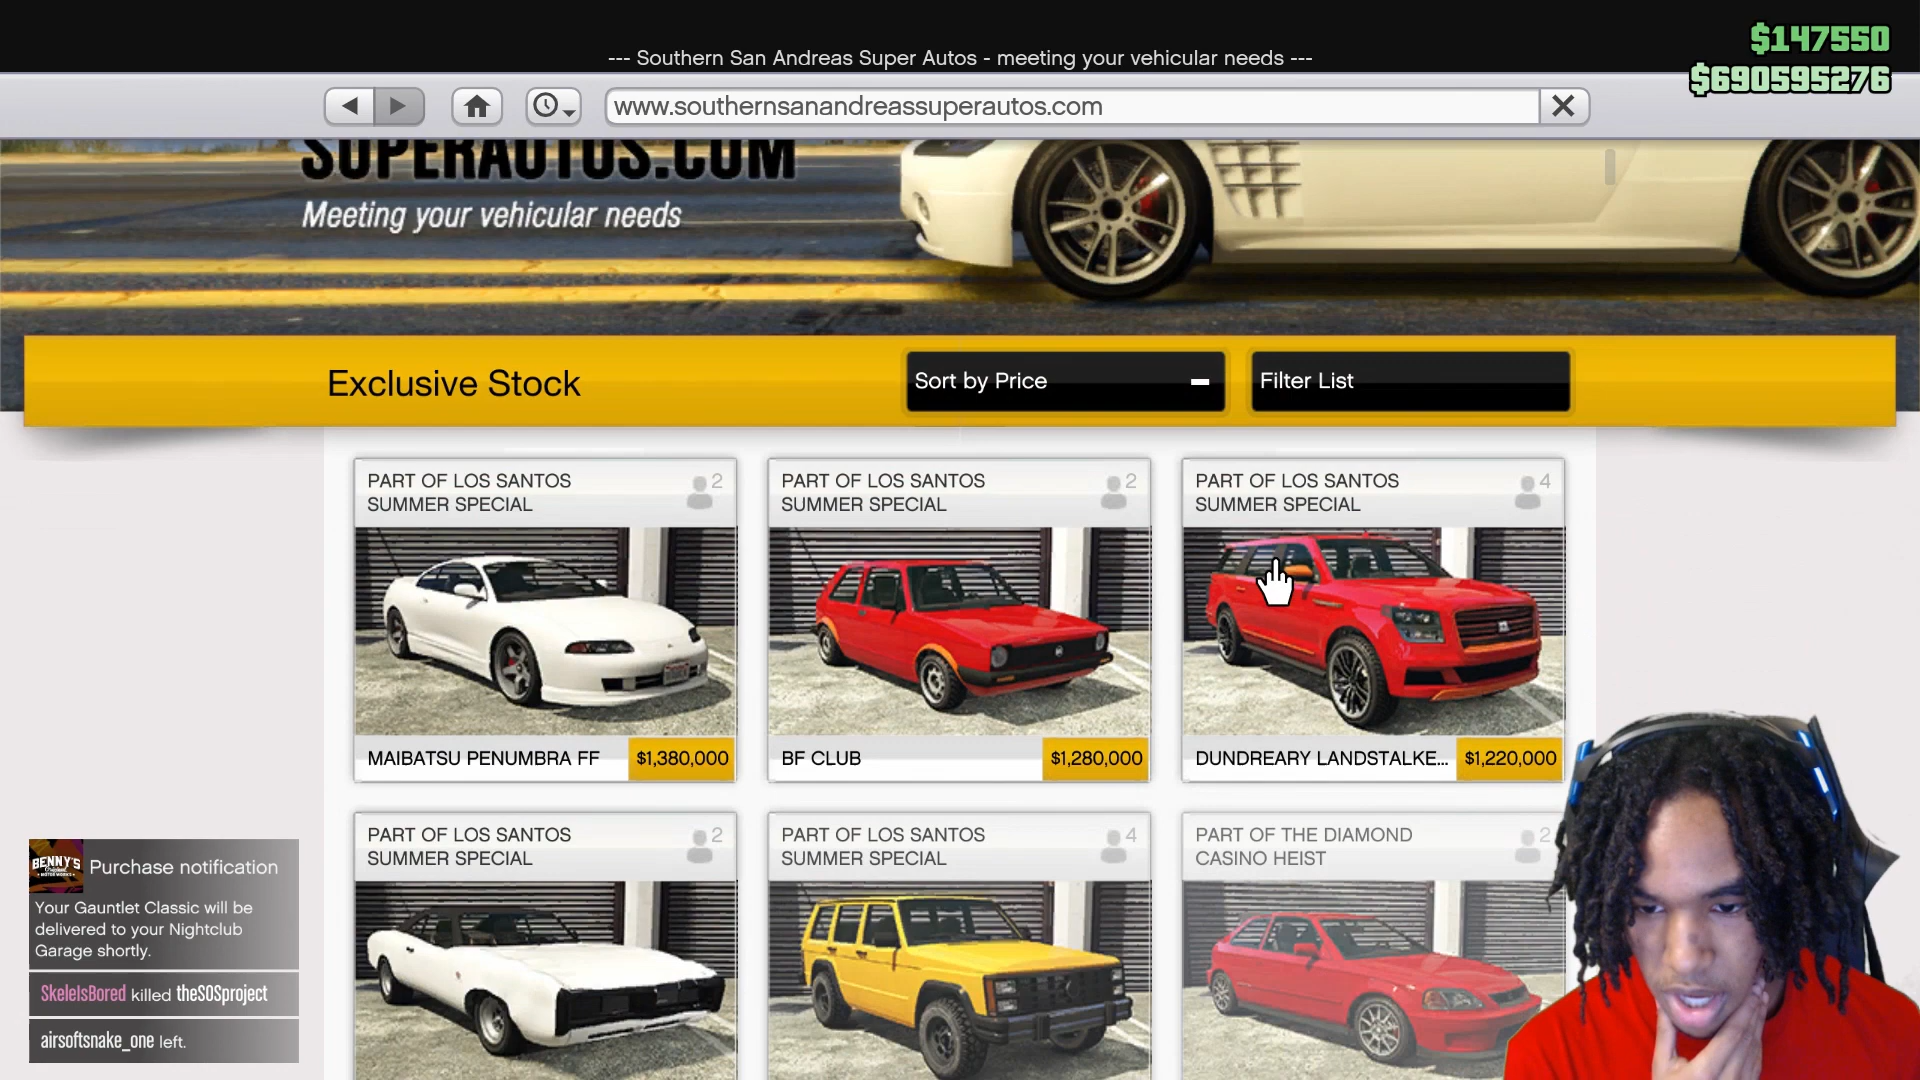 --- Southern San Andreas Super Autos - meeting your vehicular needs ---
$147550
$690595276
www.southernsanandreassuperautos.com
SUPERAUTOS.COM
Meeting your vehicular needs
Exclusive Stock
Sort by Price
Filter List
PART OF LOS SANTOS
SUMMER SPECIAL
2
PART OF LOS SANTOS
SUMMER SPECIAL
2
PART OF LOS SANTOS
SUMMER SPECIAL
4
MAIBATSU PENUMBRA FF
$1,380,000
BF CLUB
$1,280,000
DUNDREARY LANDSTALKE...
$1,220,000
PART OF LOS SANTOS
SUMMER SPECIAL
2
PART OF LOS SANTOS
SUMMER SPECIAL
4
PART OF THE DIAMOND
CASINO HEIST
2
BENNY'S
Purchase notification
Your Gauntlet Classic will be
delivered to your Nightclub
Garage shortly.
SkeleIsBored killed theSOSproject
airsoftsnake_one left.